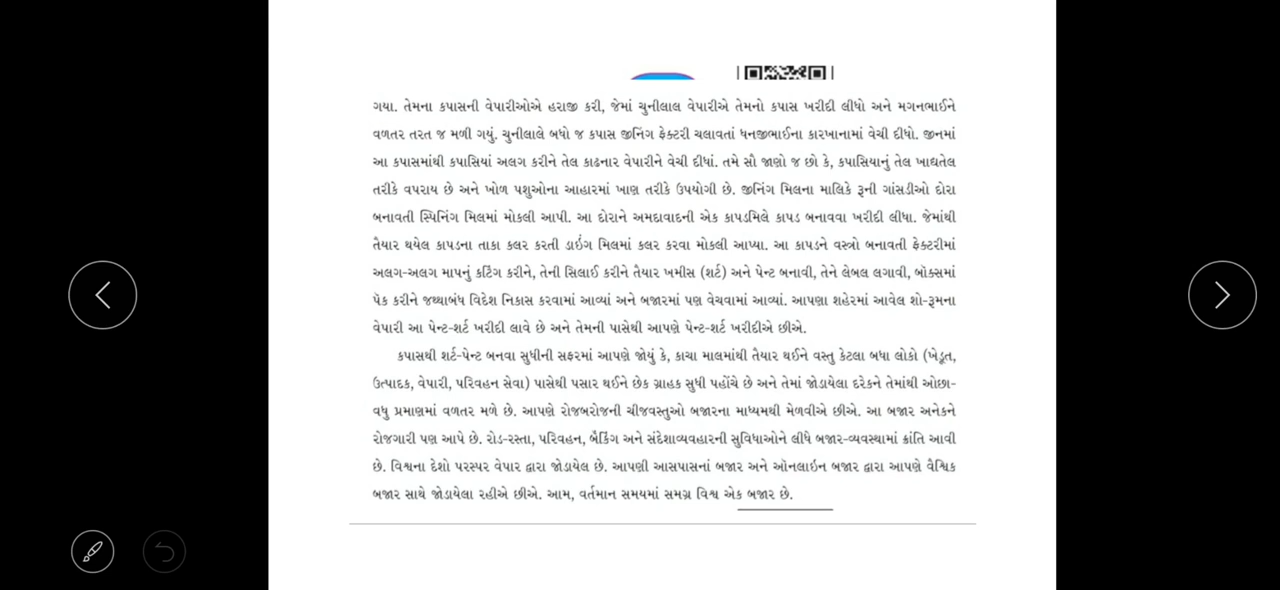 ગયા. તેમના કપાસની વેપારીઓએ હરાજી કરી, જેમાં ચુનીલાલ વેપારીએ તેમનો કપાસ ખરીદી લીધો અને મગનભાઈને
વળતર તરત જ મળી ગયું. ચુનીલાલે બધો જ કપાસ જીનિંગ ફેક્ટરી ચલાવતાં ધનજીભાઈના કારખાનામાં વેચી દીધો. જીનમાં
આ કપાસમાંથી કપાસિયાં અલગ કરીને તેલ કાઢનાર વેપારીને વેચી દીધાં. તમે સૌ જાણો જ છો કે, કપાસિયાનું તેલ ખાદ્યતેલ
તરીકે વપરાય છે અને ખોળ પશુઓના આહારમાં ખાણ તરીકે ઉપયોગી છે. જીનિંગ મિલના માલિકે રૂની ગાંસડીઓ દોરા
બનાવતી સ્પિનિંગ મિલમાં મોકલી આપી. આ દોરાને અમદાવાદની એક કાપડમિલે કાપડ બનાવવા ખરીદી લીધા. જેમાંથી
તૈયાર થયેલ કાપડના તાકા કલર કરતી ડાઇંગ મિલમાં કલર કરવા મોકલી આપ્યા. આ કાપડને વસ્ત્રો બનાવતી ફેક્ટરીમાં
અલગ-અલગ માપનું કટિંગ કરીને, તેની સિલાઈ કરીને તૈયાર ખમીસ (શર્ટ) અને પેન્ટ બનાવી, તેને લેબલ લગાવી, બૉક્સમાં
પૅક કરીને જથ્થાબંધ વિદેશ નિકાસ કરવામાં આવ્યાં અને બજારમાં પણ વેચવામાં આવ્યાં. આપણા શહેરમાં આવેલ શો-રૂમના
વેપારી આ પેન્ટ-શર્ટ ખરીદી લાવે છે અને તેમની પાસેથી આપણે પેન્ટ-શર્ટ ખરીદીએ છીએ.
કપાસથી શર્ટ-પેન્ટ બનવા સુધીની સફરમાં આપણે જોયું કે, કાચા માલમાંથી તૈયાર થઈને વસ્તુ કેટલા બધા લોકો (ખેડૂત,
ઉત્પાદક, વેપારી, પરિવહન સેવા) પાસેથી પસાર થઈને છેક ગ્રાહક સુધી પહોંચે છે અને તેમાં જોડાયેલા દરેકને તેમાંથી ઓછા-
વધુ પ્રમાણમાં વળતર મળે છે. આપણે રોજબરોજની ચીજવસ્તુઓ બજારના માધ્યમથી મેળવીએ છીએ. આ બજાર અનેકને
રોજગારી પણ આપે છે. રોડ-રસ્તા, પરિવહન, બૅંકિંગ અને સંદેશાવ્યવહારની સુવિધાઓને લીધે બજાર-વ્યવસ્થામાં ક્રાંતિ આવી
છે. વિશ્વના દેશો પરસ્પર વેપાર દ્વારા જોડાયેલ છે. આપણી આસપાસનાં બજાર અને ઑનલાઇન બજાર દ્વારા આપણે વૈશ્વિક
બજાર સાથે જોડાયેલા રહીએ છીએ. આમ, વર્તમાન સમયમાં સમગ્ર વિશ્વ એક બજાર છે.